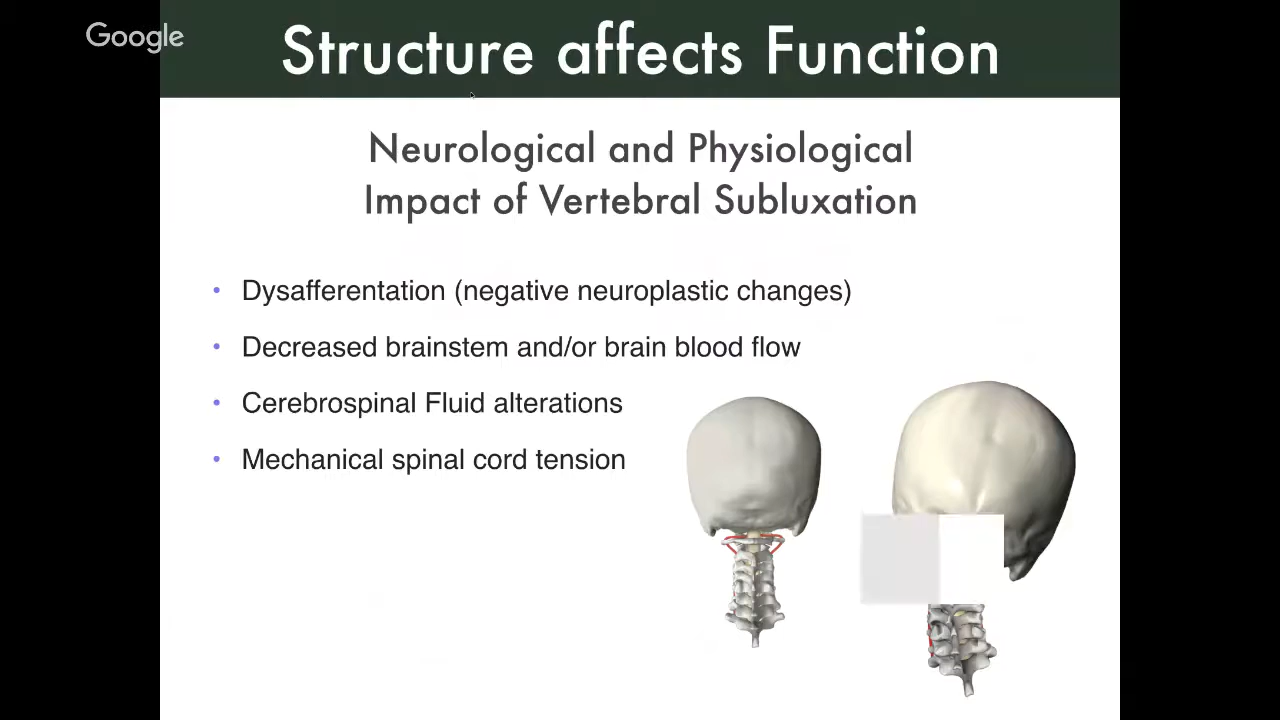 Google
Structure affects Function
Neurological and Physiological
Impact of Vertebral Subluxation
• Dysafferentation (negative neuroplastic changes)
• Decreased brainstem and/or brain blood flow
• Cerebrospinal Fluid alterations
• Mechanical spinal cord tension